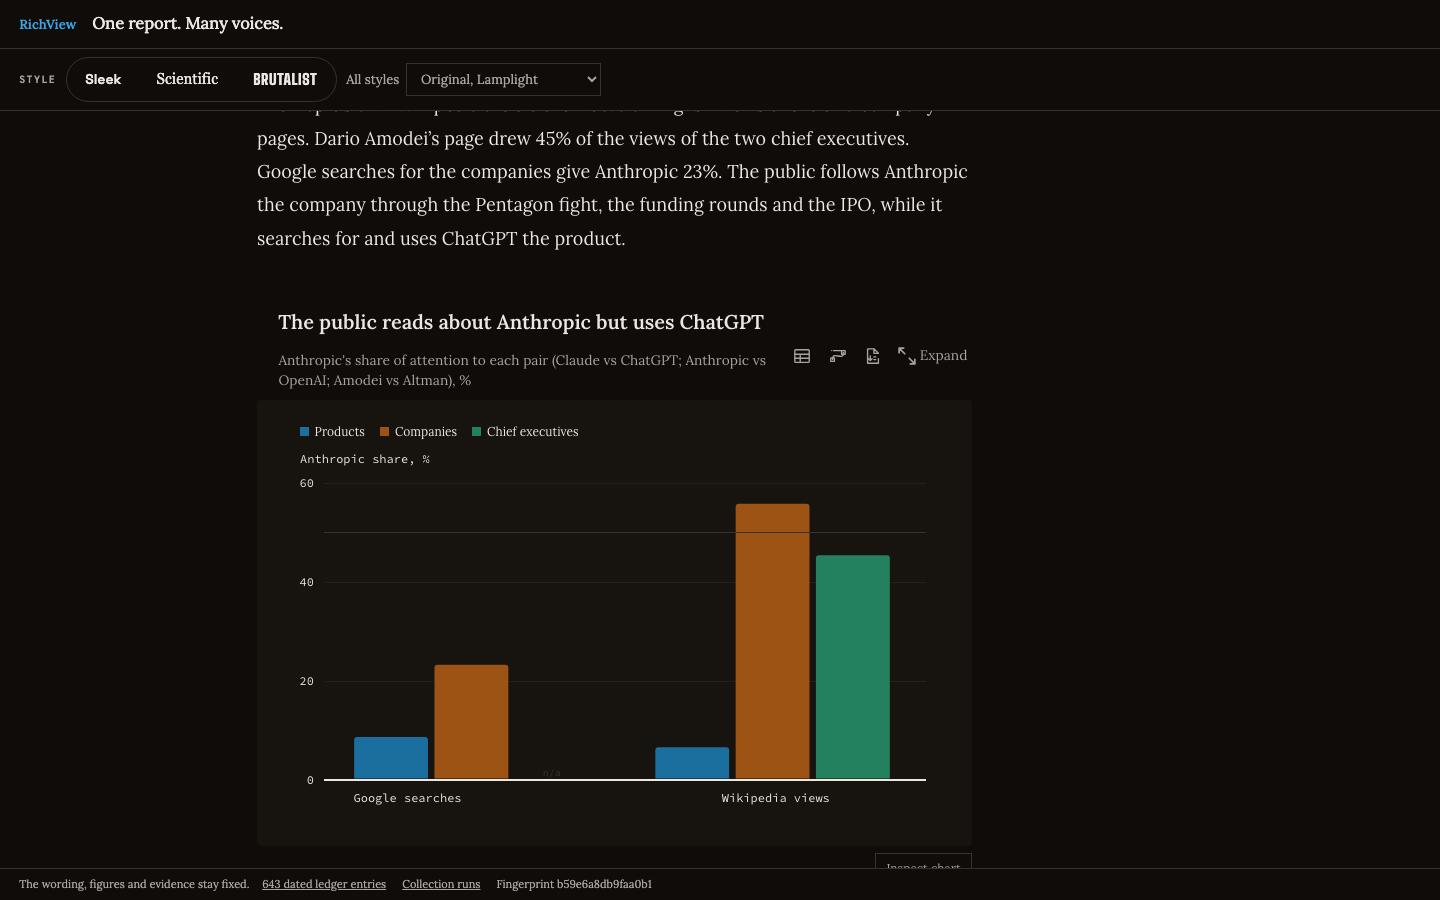 RichView One report. Many voices.
STYLE Sleek Scientific BRUTALIST All styles Original, Lamplight
pages. Dario Amodei’s page drew 45% of the views of the two chief executives.
Google searches for the companies give Anthropic 23%. The public follows Anthropic
the company through the Pentagon fight, the funding rounds and the IPO, while it
searches for and uses ChatGPT the product.
The public reads about Anthropic but uses ChatGPT
Anthropic's share of attention to each pair (Claude vs ChatGPT; Anthropic vs
OpenAI; Amodei vs Altman), %
Expand
Products Companies Chief executives
Anthropic share, %
60
40
20
0
n/a
Google searches Wikipedia views
Inspect chart
The wording, figures and evidence stay fixed. 643 dated ledger entries Collection runs Fingerprint b59e6a8db9faa0b1